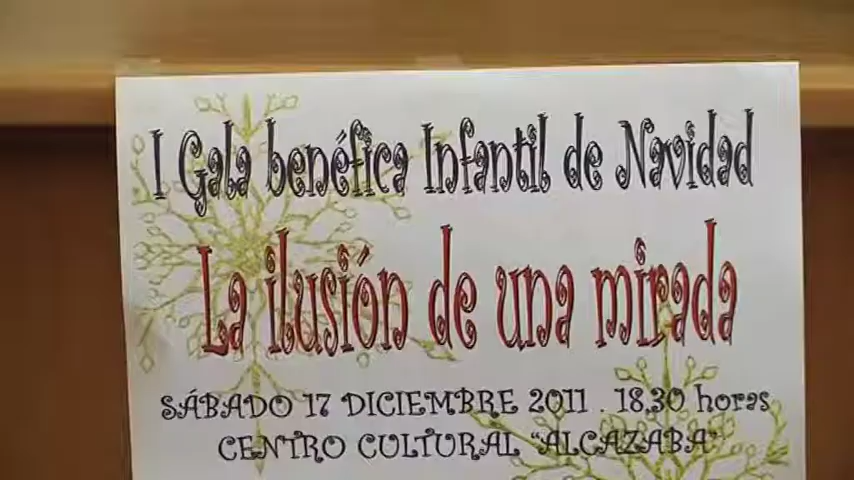 I Gala benéfica Infantil de Navidad
La ilusión de una mirada
SÁBADO 17 DICIEMBRE 2011 . 18,30 horas
CENTRO CULTURAL "ALCAZABA"